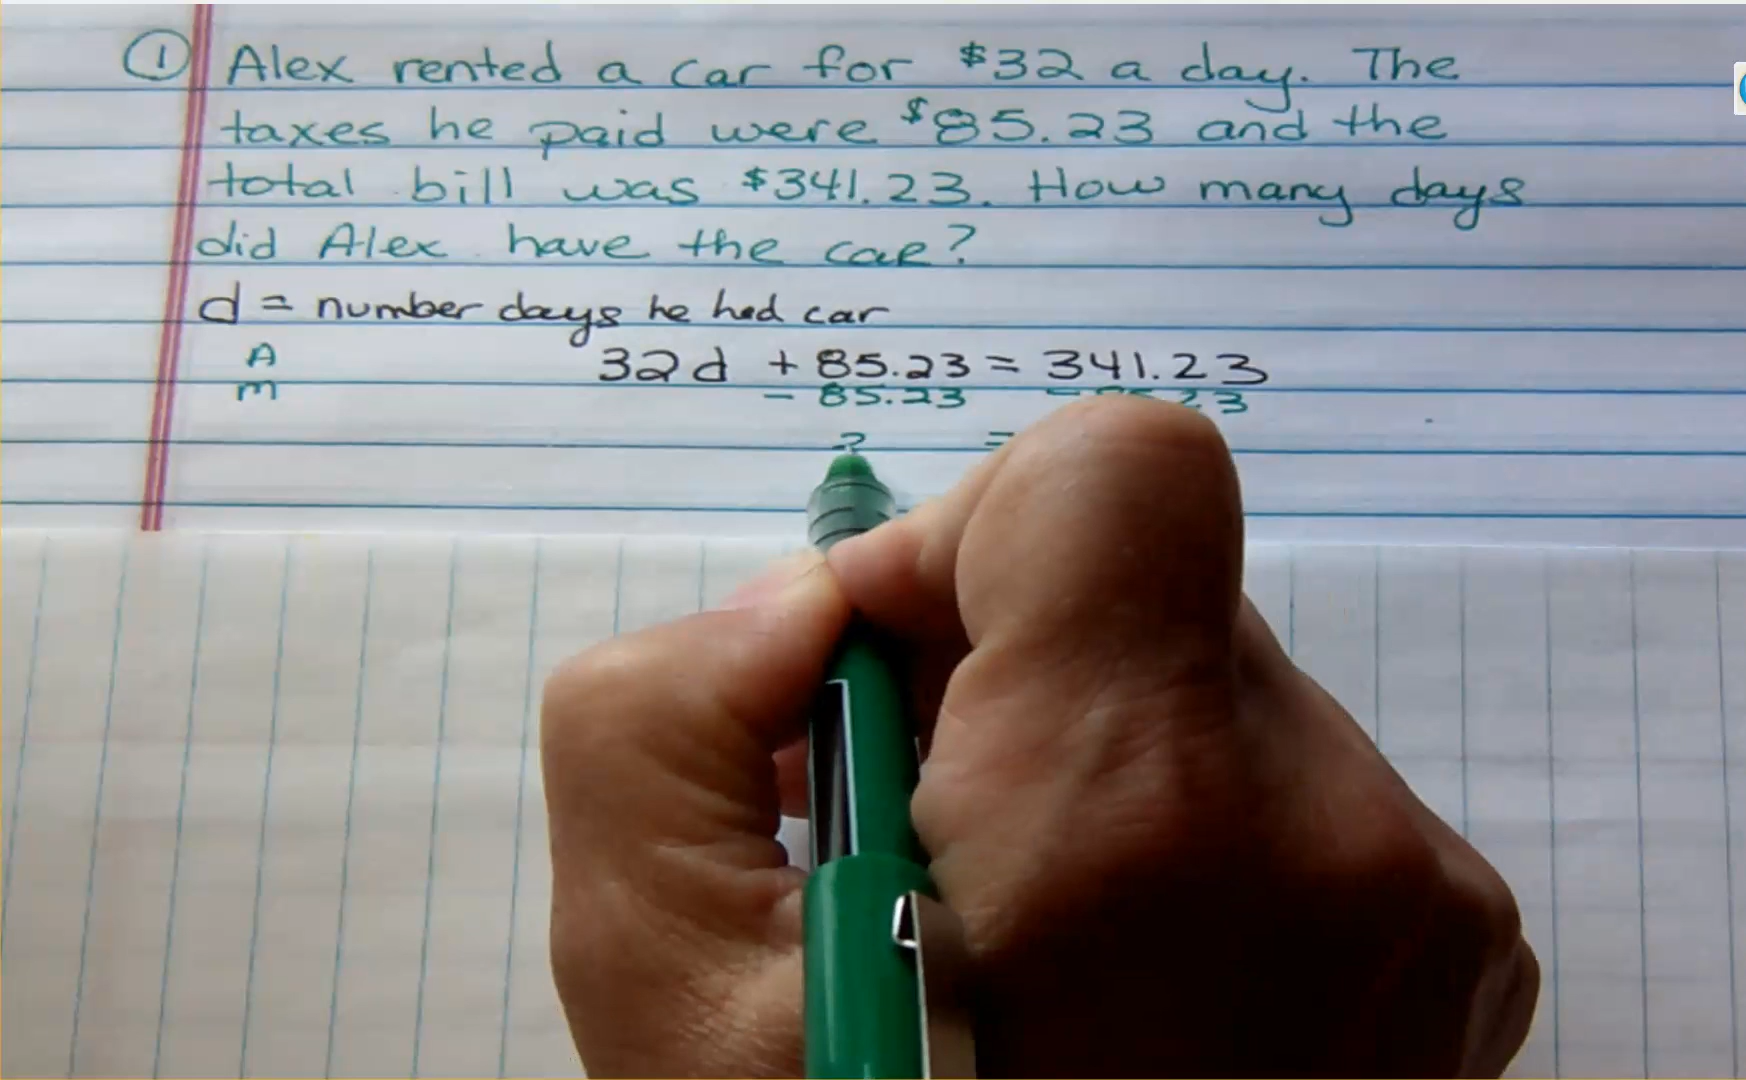 1 Alex rented a car for $32 a day. The
taxes he paid were $85.23 and the
total bill was $341.23. How many days
did Alex have the car?
d = number days he had car
A 32d + 85.23 = 341.23
M - 85.23
=